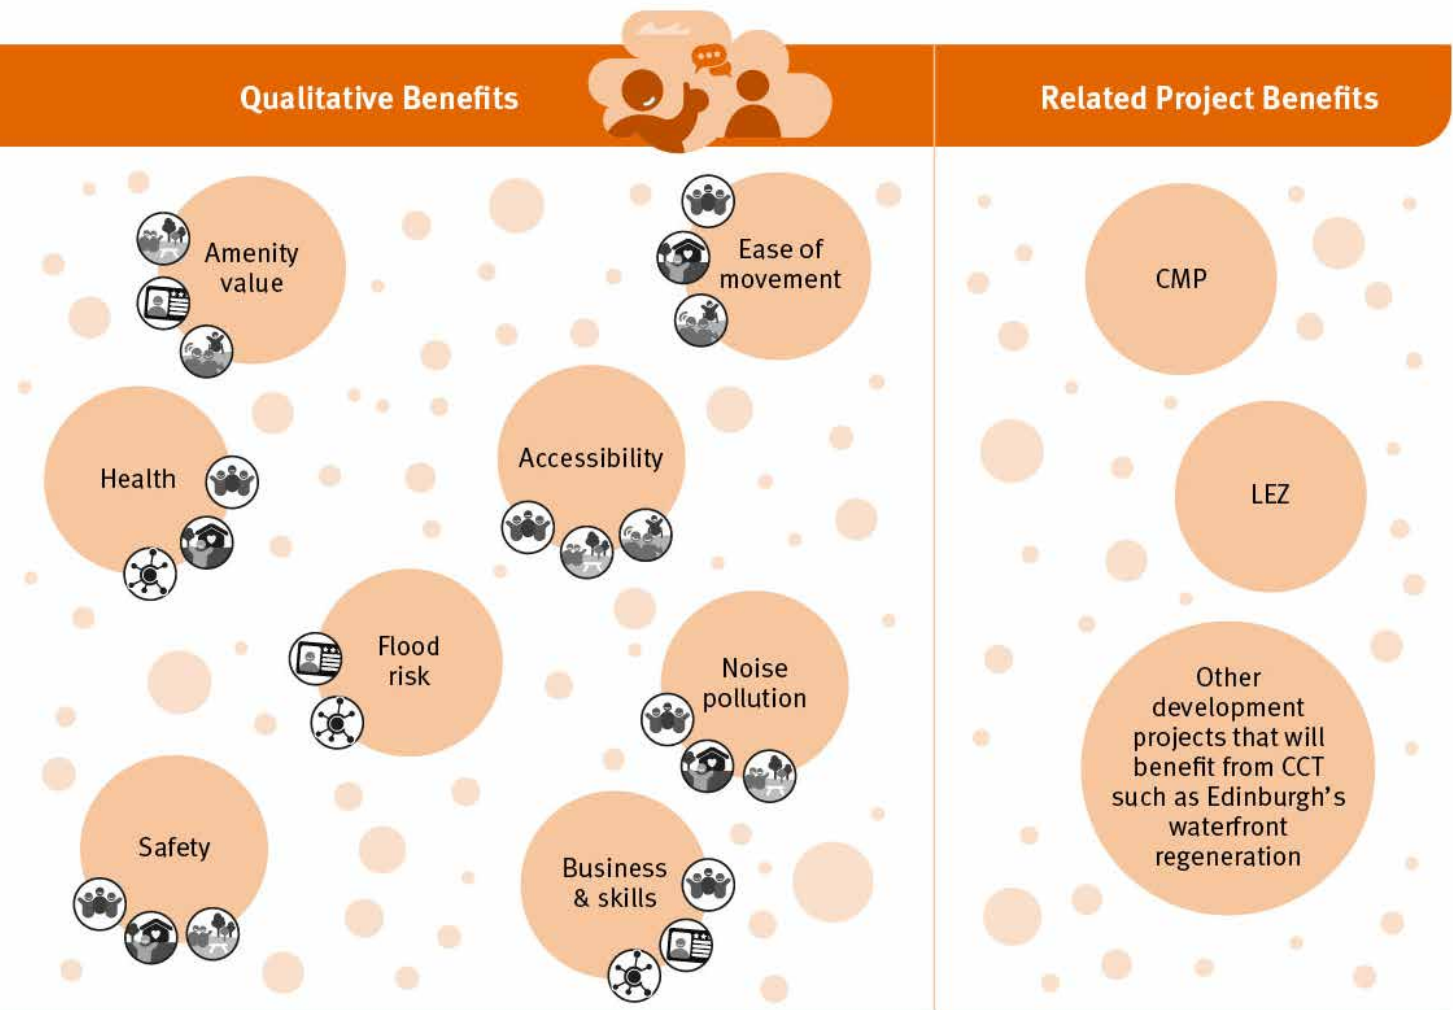 Qualitative Benefits
Related Project Benefits
Amenity
value
Ease of
movement
Health
Accessibility
Flood
risk
Noise
pollution
Safety
Business
& skills
CMP
LEZ
Other
development
projects that will
benefit from CCT
such as Edinburgh's
waterfront
regeneration